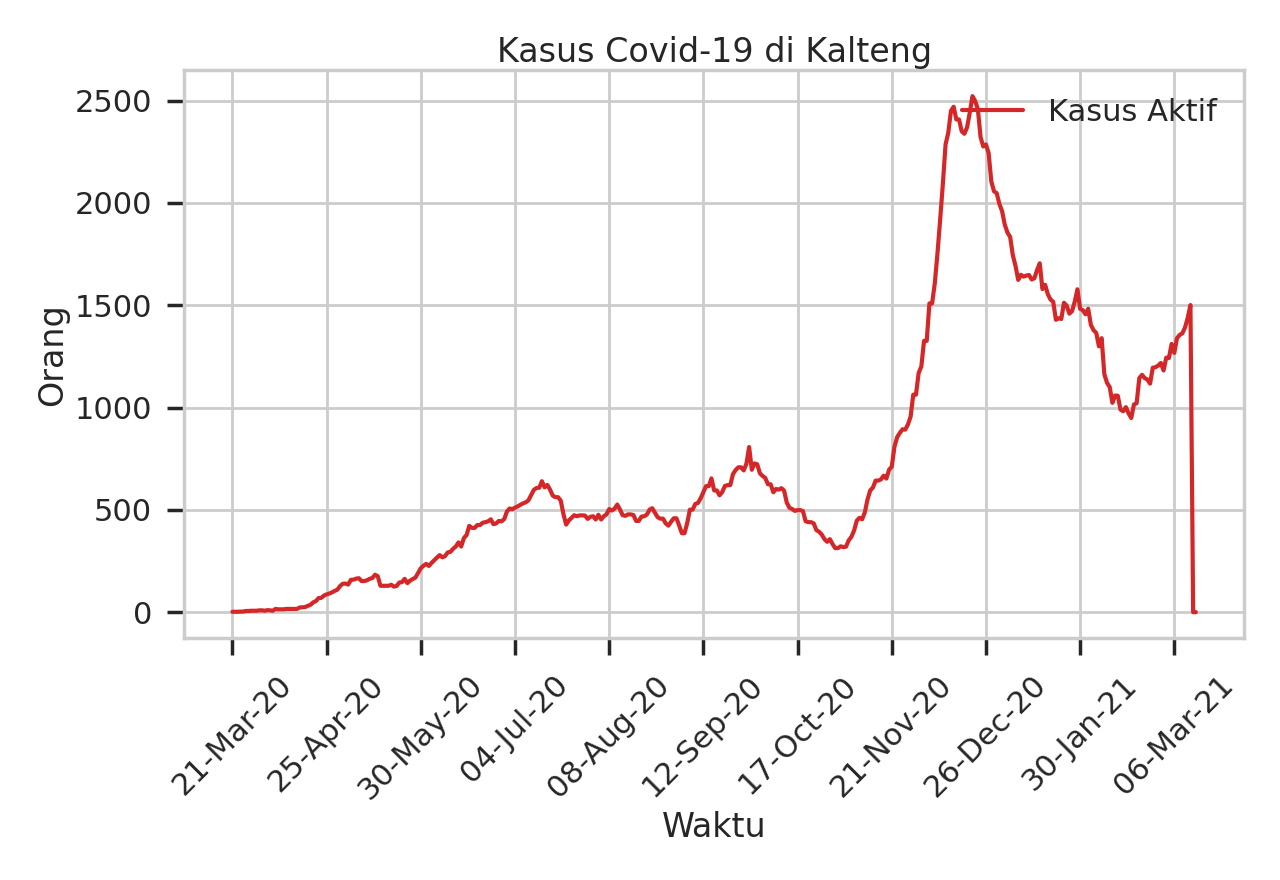 Kasus Covid-19 di Kalteng
Kasus Aktif
2500
2000
1500
1000
500
0
Orang
21-Mar-20
25-Apr-20
30-May-20
04-Jul-20
08-Aug-20
12-Sep-20
17-Oct-20
21-Nov-20
26-Dec-20
30-Jan-21
06-Mar-21
Waktu